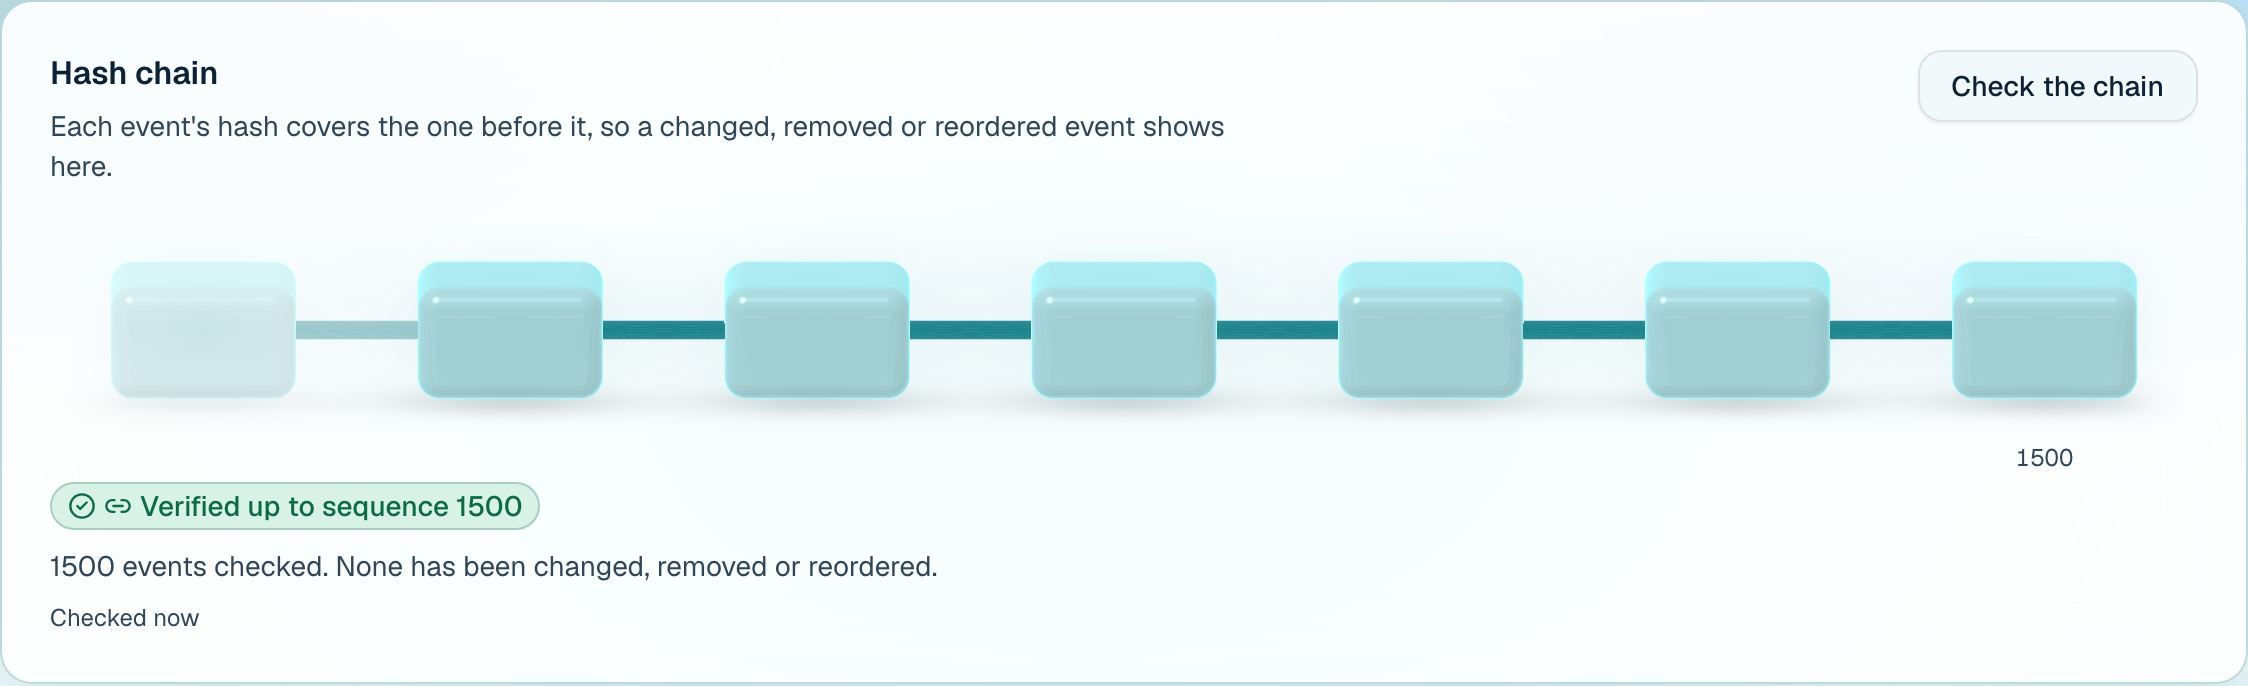 Hash chain
Check the chain
Each event's hash covers the one before it, so a changed, removed or reordered event shows
here.
1500
Verified up to sequence 1500
1500 events checked. None has been changed, removed or reordered.
Checked now